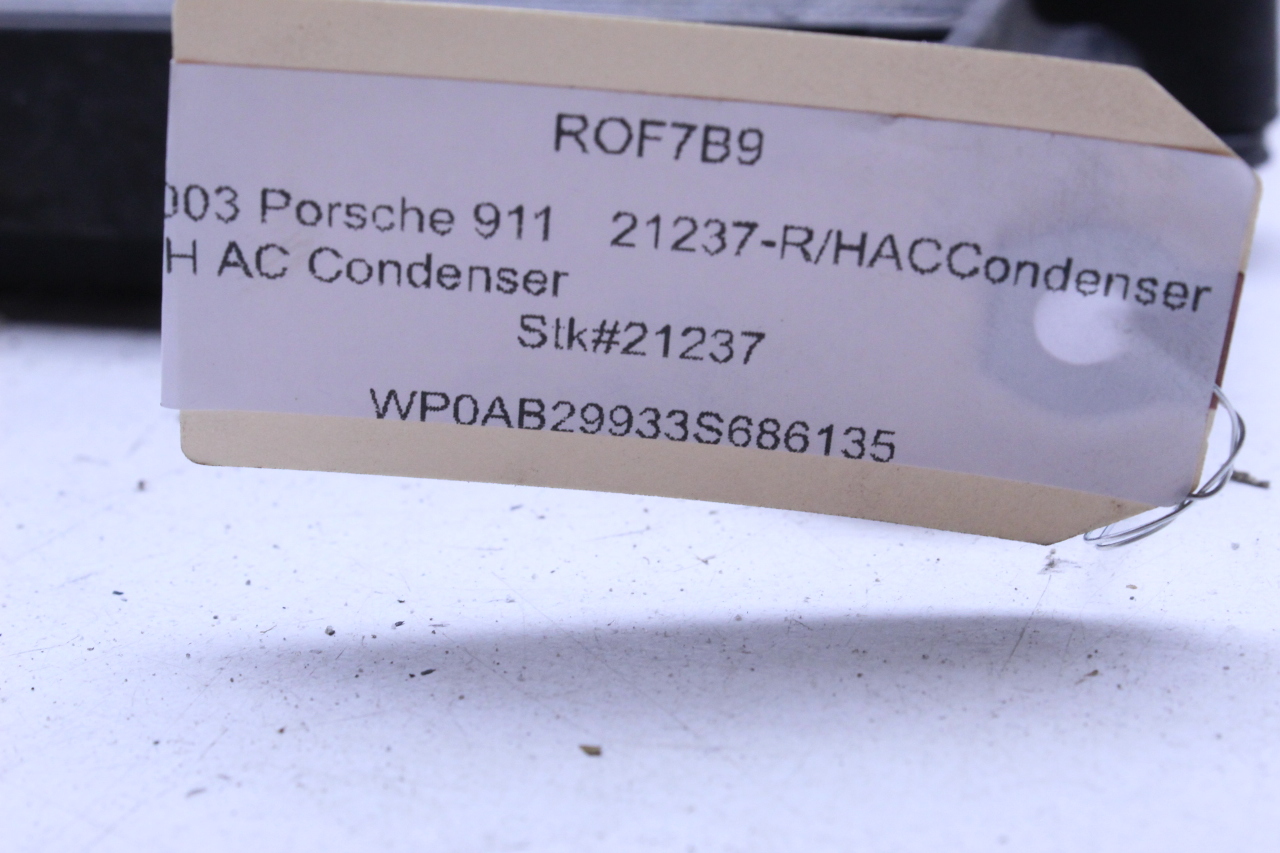 ROF7B9
003 Porsche 911 21237-R/HACCondenser
H AC Condenser
Stk#21237
WP0AB29933S686135